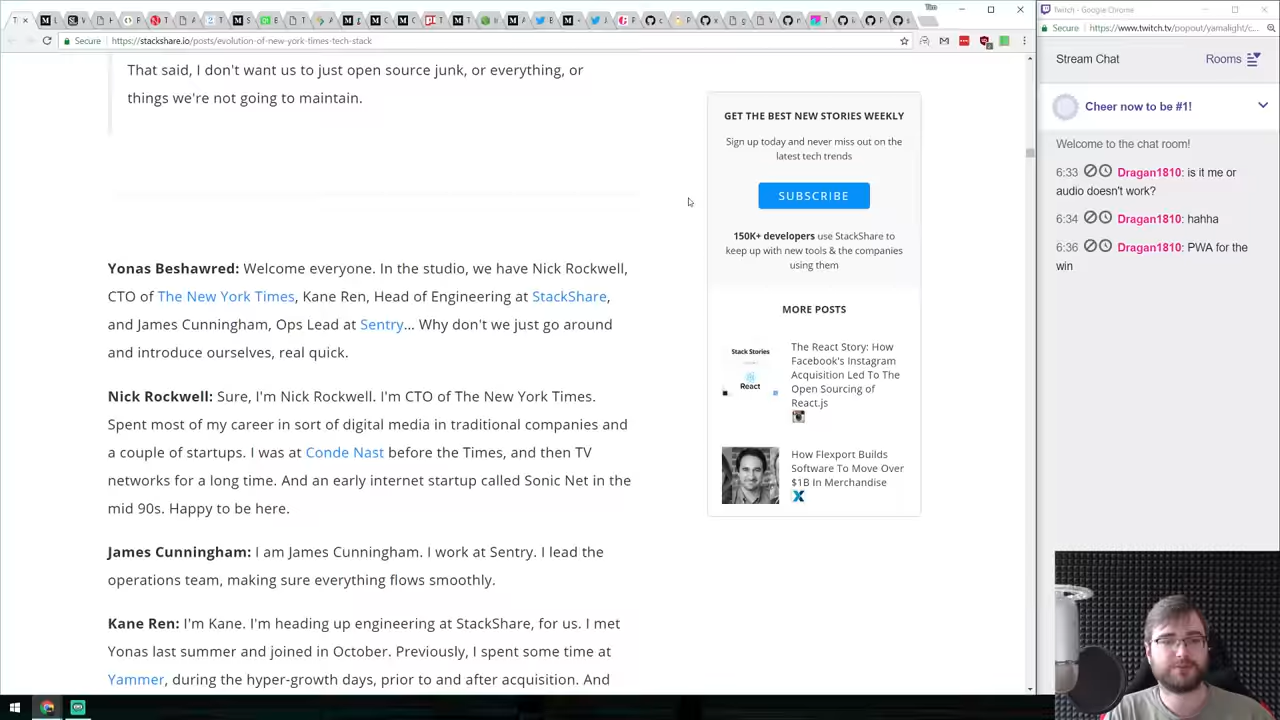 Tim
Secure
https://stackshare.io/posts/evolution-of-new-york-times-tech-stack
That said, I don't want us to just open source junk, or everything, or
things we're not going to maintain.
Yonas Beshawred: Welcome everyone. In the studio, we have Nick Rockwell,
CTO of The New York Times, Kane Ren, Head of Engineering at StackShare,
and James Cunningham, Ops Lead at Sentry... Why don't we just go around
and introduce ourselves, real quick.
Nick Rockwell: Sure, I'm Nick Rockwell. I'm CTO of The New York Times.
Spent most of my career in sort of digital media in traditional companies and
a couple of startups. I was at Conde Nast before the Times, and then TV
networks for a long time. And an early internet startup called Sonic Net in the
mid 90s. Happy to be here.
James Cunningham: I am James Cunningham. I work at Sentry. I lead the
operations team, making sure everything flows smoothly.
Kane Ren: I'm Kane. I'm heading up engineering at StackShare, for us. I met
Yonas last summer and joined in October. Previously, I spent some time at
Yammer, during the hyper-growth days, prior to and after acquisition. And
GET THE BEST NEW STORIES WEEKLY
Sign up today and never miss out on the
latest tech trends
SUBSCRIBE
150K+ developers use StackShare to
keep up with new tools & the companies
using them
MORE POSTS
Stack Stories
React
The React Story: How
Facebook's Instagram
Acquisition Led To The
Open Sourcing of
React.js
How Flexport Builds
Software To Move Over
$1B In Merchandise
Twitch - Google Chrome
Secure
https://www.twitch.tv/popout/yamalight/c...
Stream Chat
Rooms
Cheer now to be #1!
Welcome to the chat room!
6:33 Dragan1810: is it me or
audio doesn't work?
6:34 Dragan1810: hahha
6:36 Dragan1810: PWA for the
win